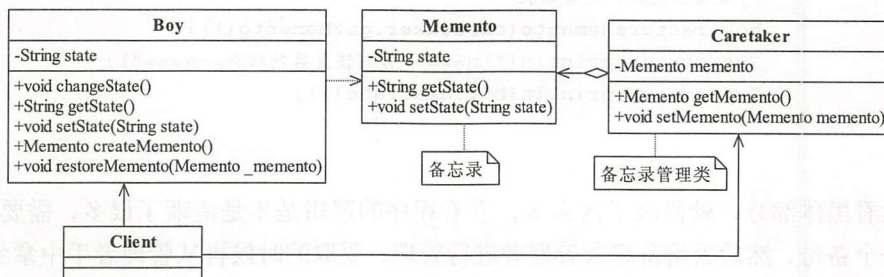 Boy
-String state
+void changeState()
+String getState()
+void setState(String state)
+Memento createMemento()
+void restoreMemento(Memento _memento)
Memento
-String state
+String getState()
+void setState(String state)
备忘录
Caretaker
-Memento memento
+Memento getMemento()
+void setMemento(Memento memento)
备忘录管理类
Client